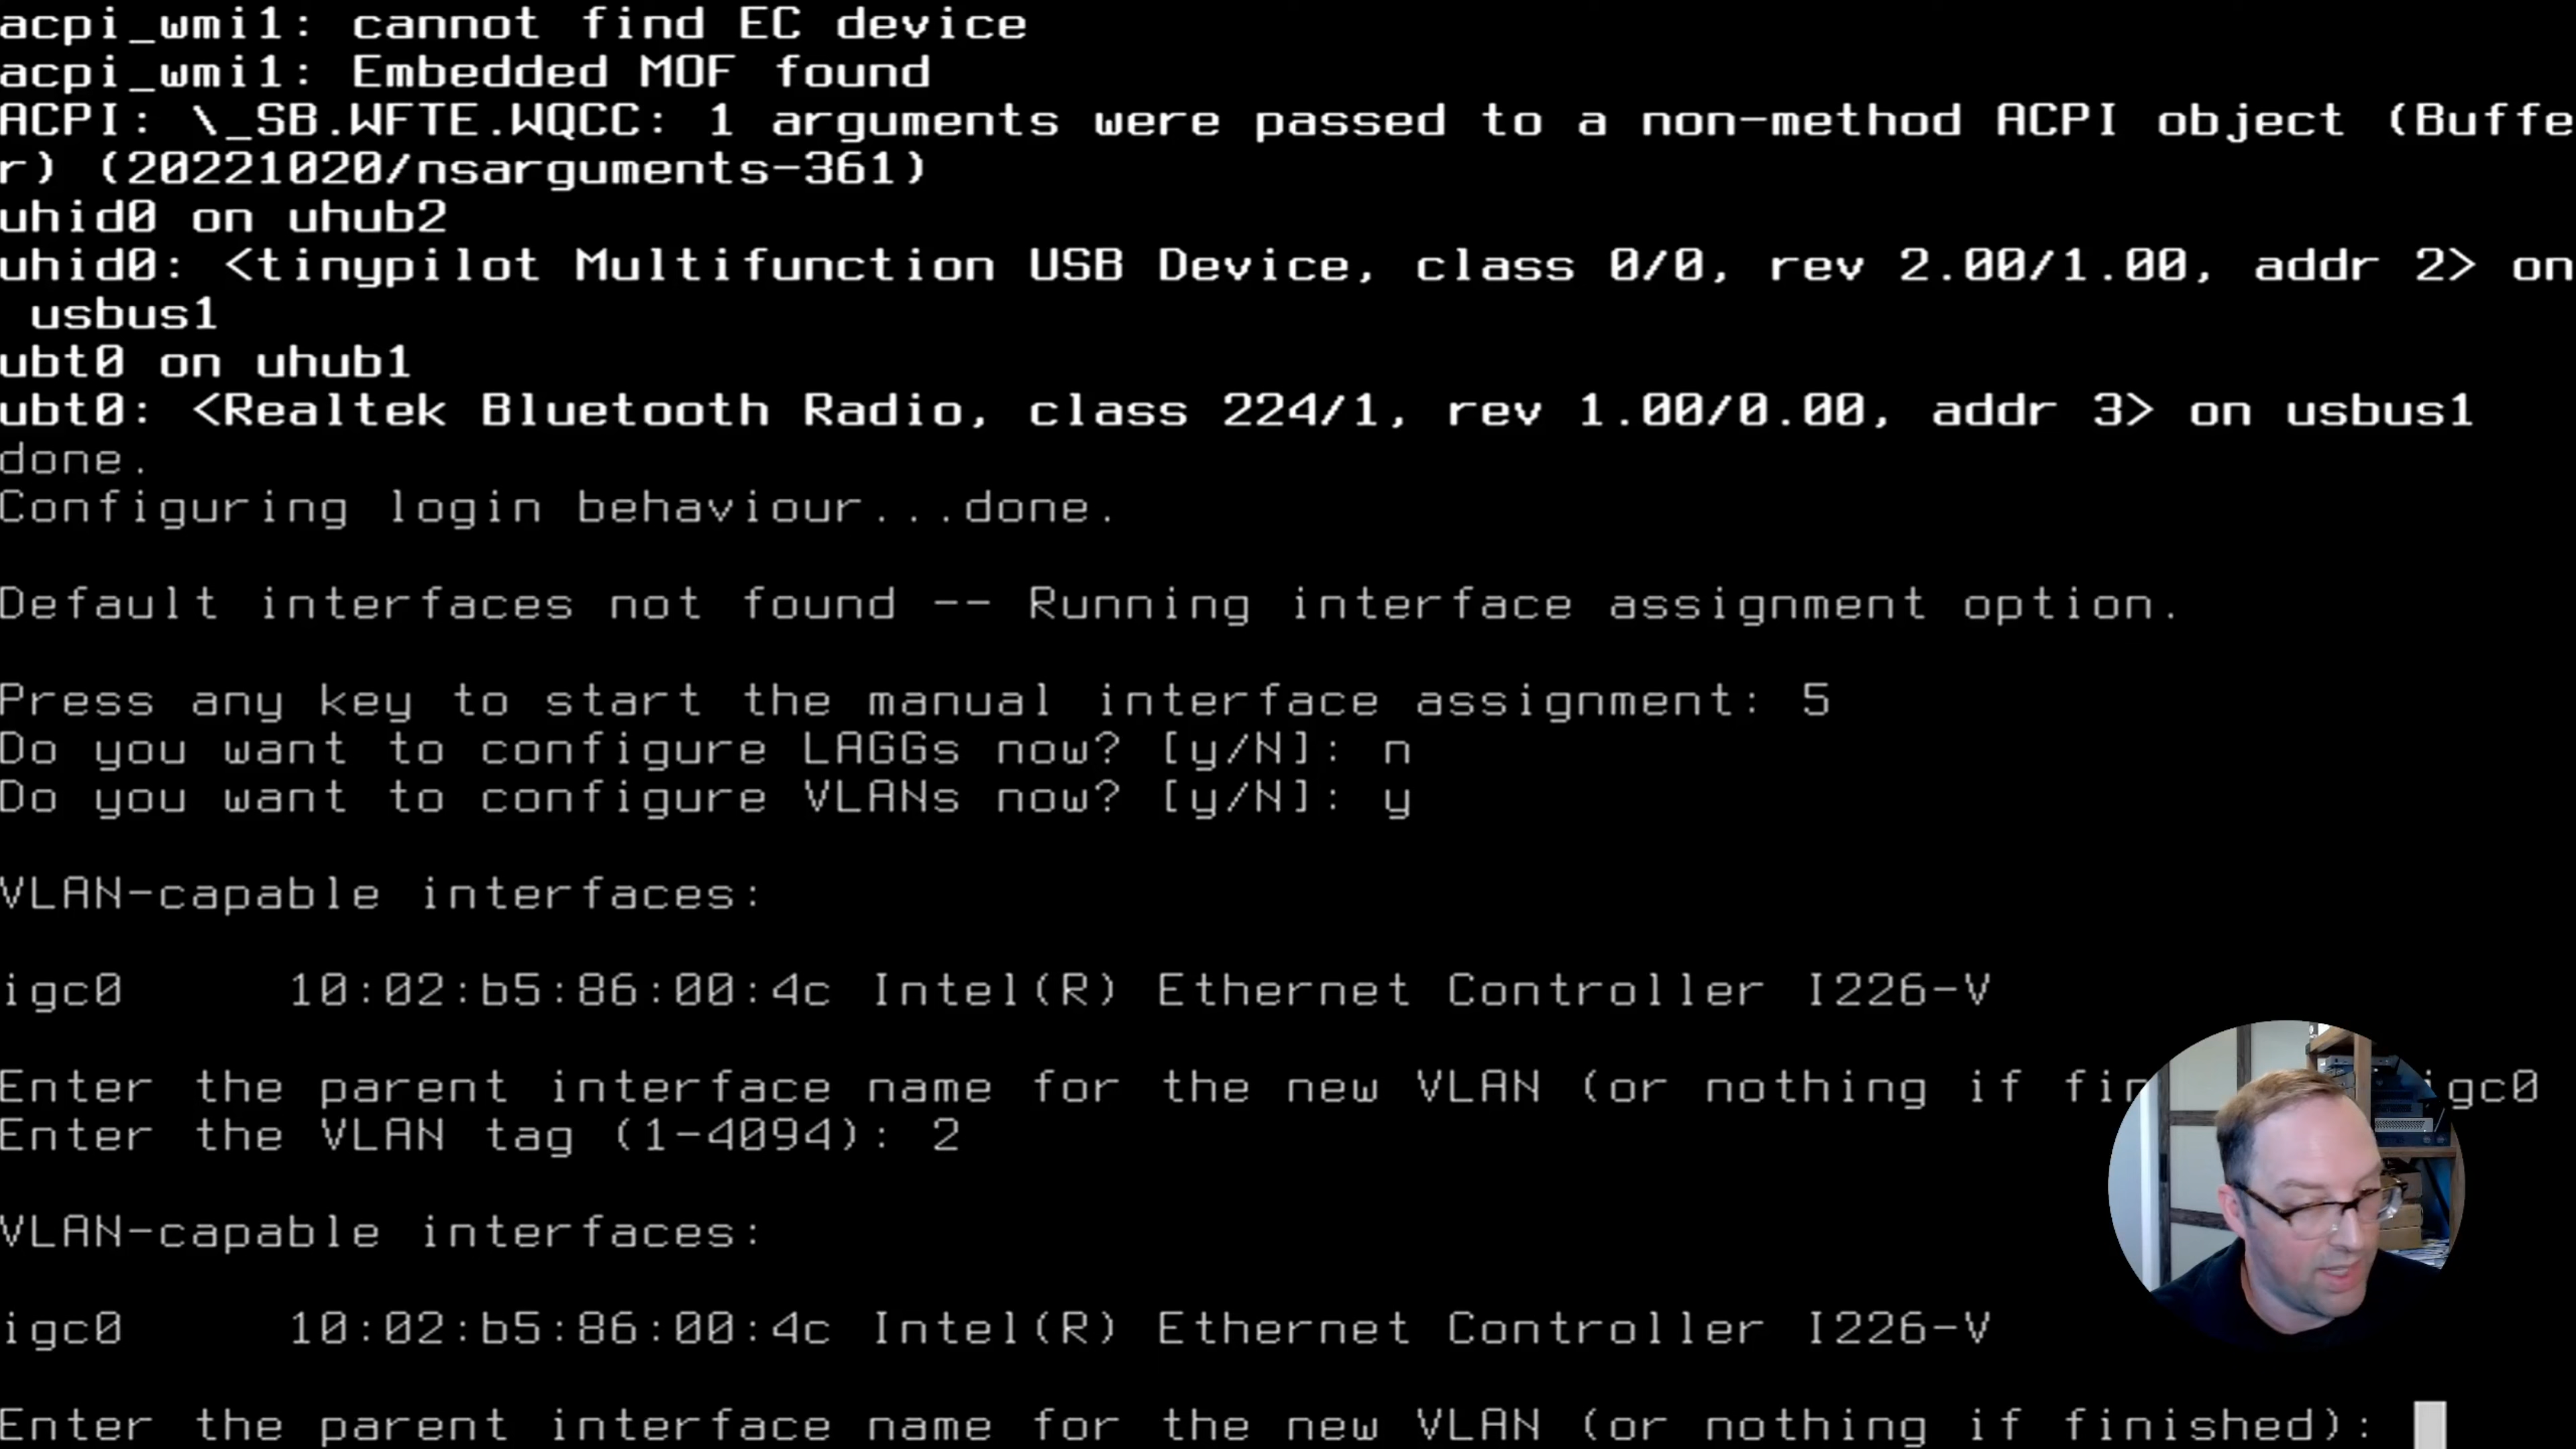 acpi_wmi1: cannot find EC device
acpi_wmi1: Embedded MOF found
ACPI: \_SB.WFTE.WQCC: 1 arguments were passed to a non-method ACPI object (Buffe
r) (20221020/nsarguments-361)
uhid0 on uhub2
uhid0: <tinypilot Multifunction USB Device, class 0/0, rev 2.00/1.00, addr 2> on
 usbus1
ubt0 on uhub1
ubt0: <Realtek Bluetooth Radio, class 224/1, rev 1.00/0.00, addr 3> on usbus1
done.
Configuring login behaviour...done.
Default interfaces not found -- Running interface assignment option.
Press any key to start the manual interface assignment: 5
Do you want to configure LAGGs now? [y/N]: n
Do you want to configure VLANs now? [y/N]: y
VLAN-capable interfaces:
igc0 10:02:b5:86:00:4c Intel(R) Ethernet Controller I226-V
Enter the parent interface name for the new VLAN (or nothing if fin igc0
Enter the VLAN tag (1-4094): 2
VLAN-capable interfaces:
igc0 10:02:b5:86:00:4c Intel(R) Ethernet Controller I226-V
Enter the parent interface name for the new VLAN (or nothing if finished):